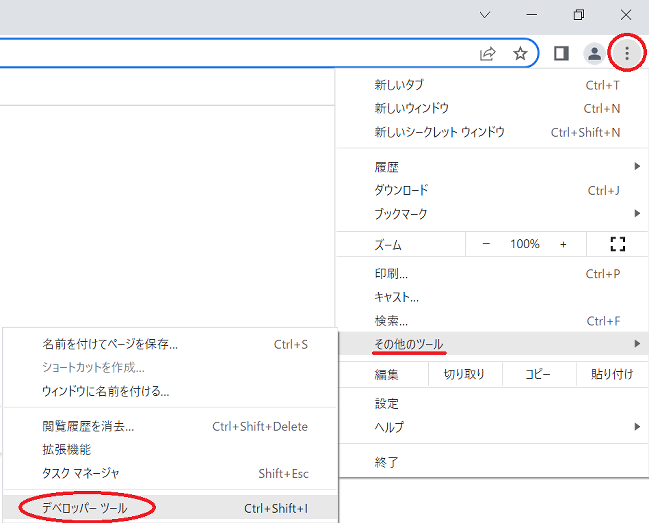 新しいタブ Ctrl+T
新しいウィンドウ Ctrl+N
新しいシークレット ウィンドウ Ctrl+Shift+N
履歴
ダウンロード Ctrl+J
ブックマーク
ズーム − 100% +
印刷... Ctrl+P
キャスト...
検索... Ctrl+F
その他のツール
編集 切り取り コピー 貼り付け
設定
ヘルプ
終了
名前を付けてページを保存... Ctrl+S
ショートカットを作成...
ウィンドウに名前を付ける...
閲覧履歴を消去... Ctrl+Shift+Delete
拡張機能
タスク マネージャ Shift+Esc
デベロッパー ツール Ctrl+Shift+I